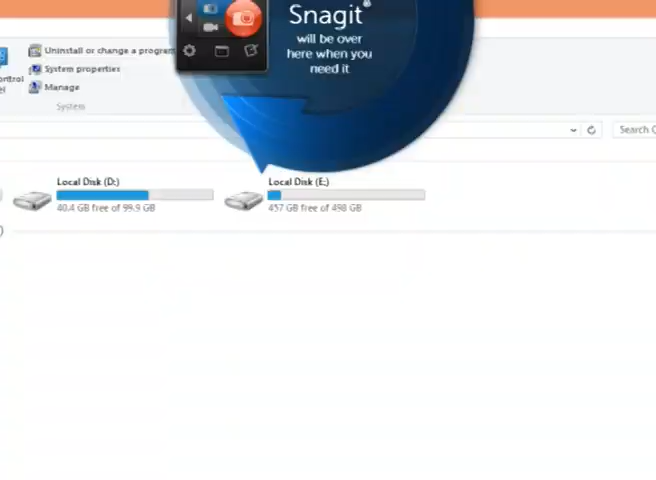 Snagit®
will be over
here when you
need it
Uninstall or change a program
System properties
Manage
System
Search
Local Disk (D:)
40.4 GB free of 99.9 GB
Local Disk (E:)
457 GB free of 498 GB